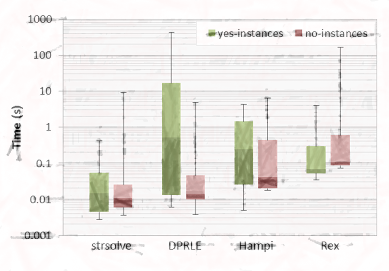 1000
yes-instances no-instances
100
10
1
0.1
0.01
0.001
Time (s)
strsolve DPRLE Hampi Rex